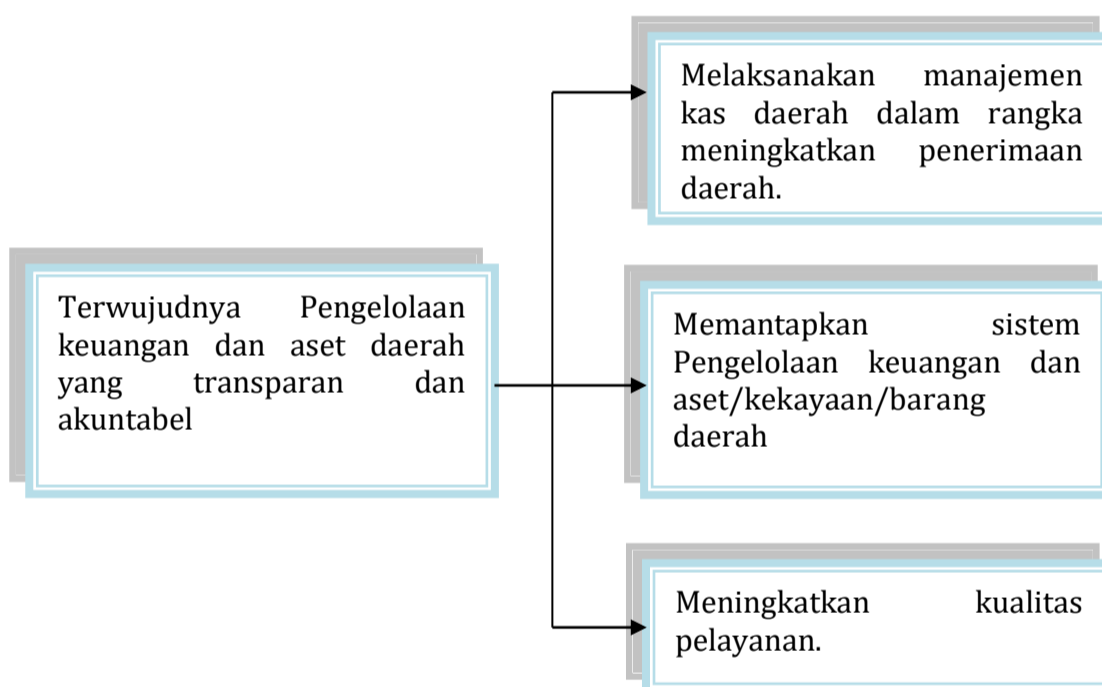 Melaksanakan manajemen
kas daerah dalam rangka
meningkatkan penerimaan
daerah.
Terwujudnya Pengelolaan
keuangan dan aset daerah
yang transparan dan
akuntabel
Memantapkan sistem
Pengelolaan keuangan dan
aset/kekayaan/barang
daerah
Meningkatkan kualitas
pelayanan.